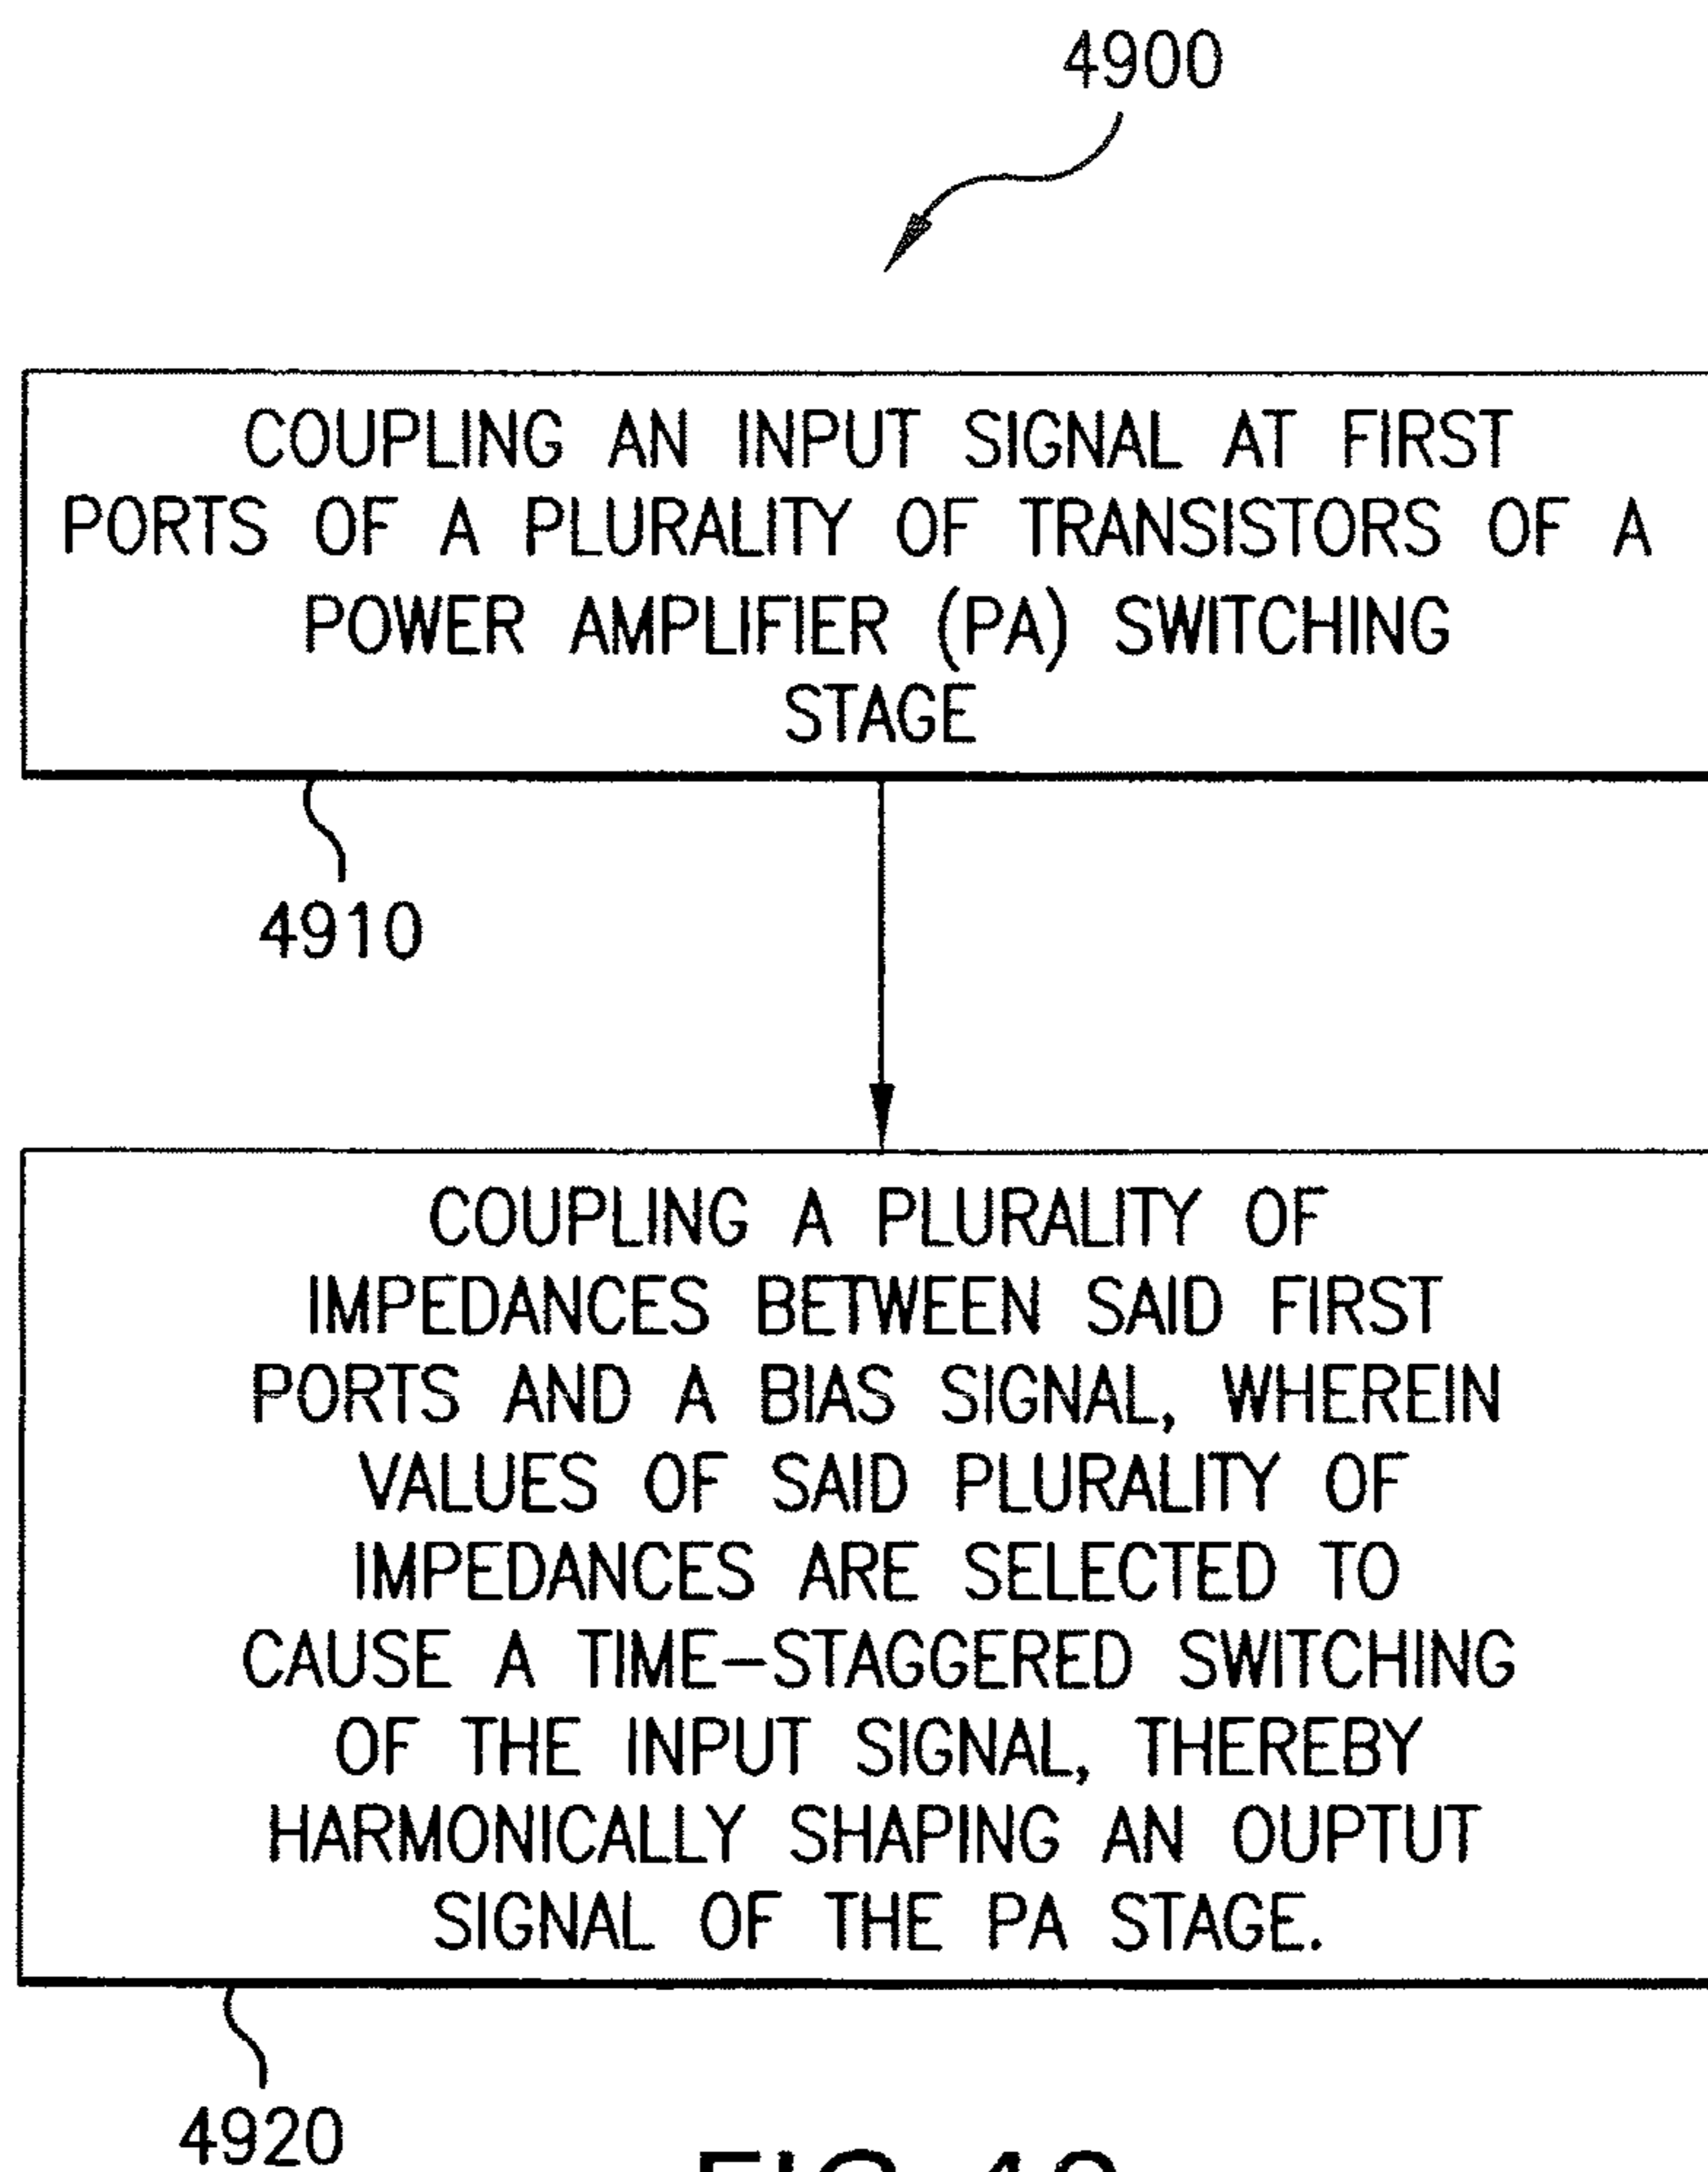 4900
COUPLING AN INPUT SIGNAL AT FIRST
PORTS OF A PLURALITY OF TRANSISTORS OF A
POWER AMPLIFIER (PA) SWITCHING
STAGE
4910
COUPLING A PLURALITY OF
IMPEDANCES BETWEEN SAID FIRST
PORTS AND A BIAS SIGNAL, WHEREIN
VALUES OF SAID PLURALITY OF
IMPEDANCES ARE SELECTED TO
CAUSE A TIME-STAGGERED SWITCHING
OF THE INPUT SIGNAL, THEREBY
HARMONICALLY SHAPING AN OUPTUT
SIGNAL OF THE PA STAGE.
4920